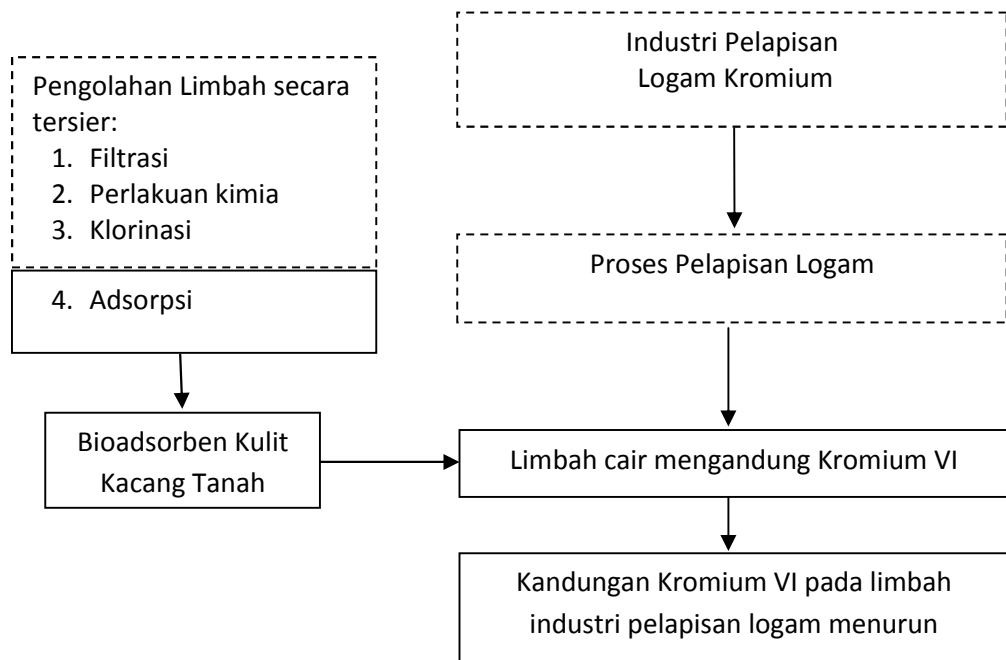 Pengolahan Limbah secara
tersier:
1. Filtrasi
2. Perlakuan kimia
3. Klorinasi
4. Adsorpsi
Bioadsorben Kulit
Kacang Tanah
Industri Pelapisan
Logam Kromium
Proses Pelapisan Logam
Limbah cair mengandung Kromium VI
Kandungan Kromium VI pada limbah
industri pelapisan logam menurun